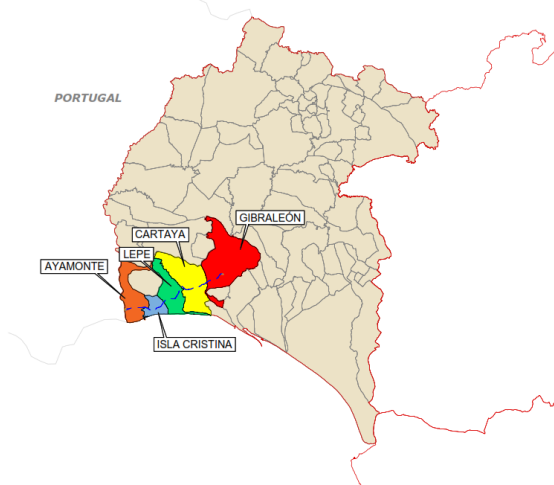 PORTUGAL
GIBRALEÓN
CARTAYA
LEPE
AYAMONTE
ISLA CRISTINA